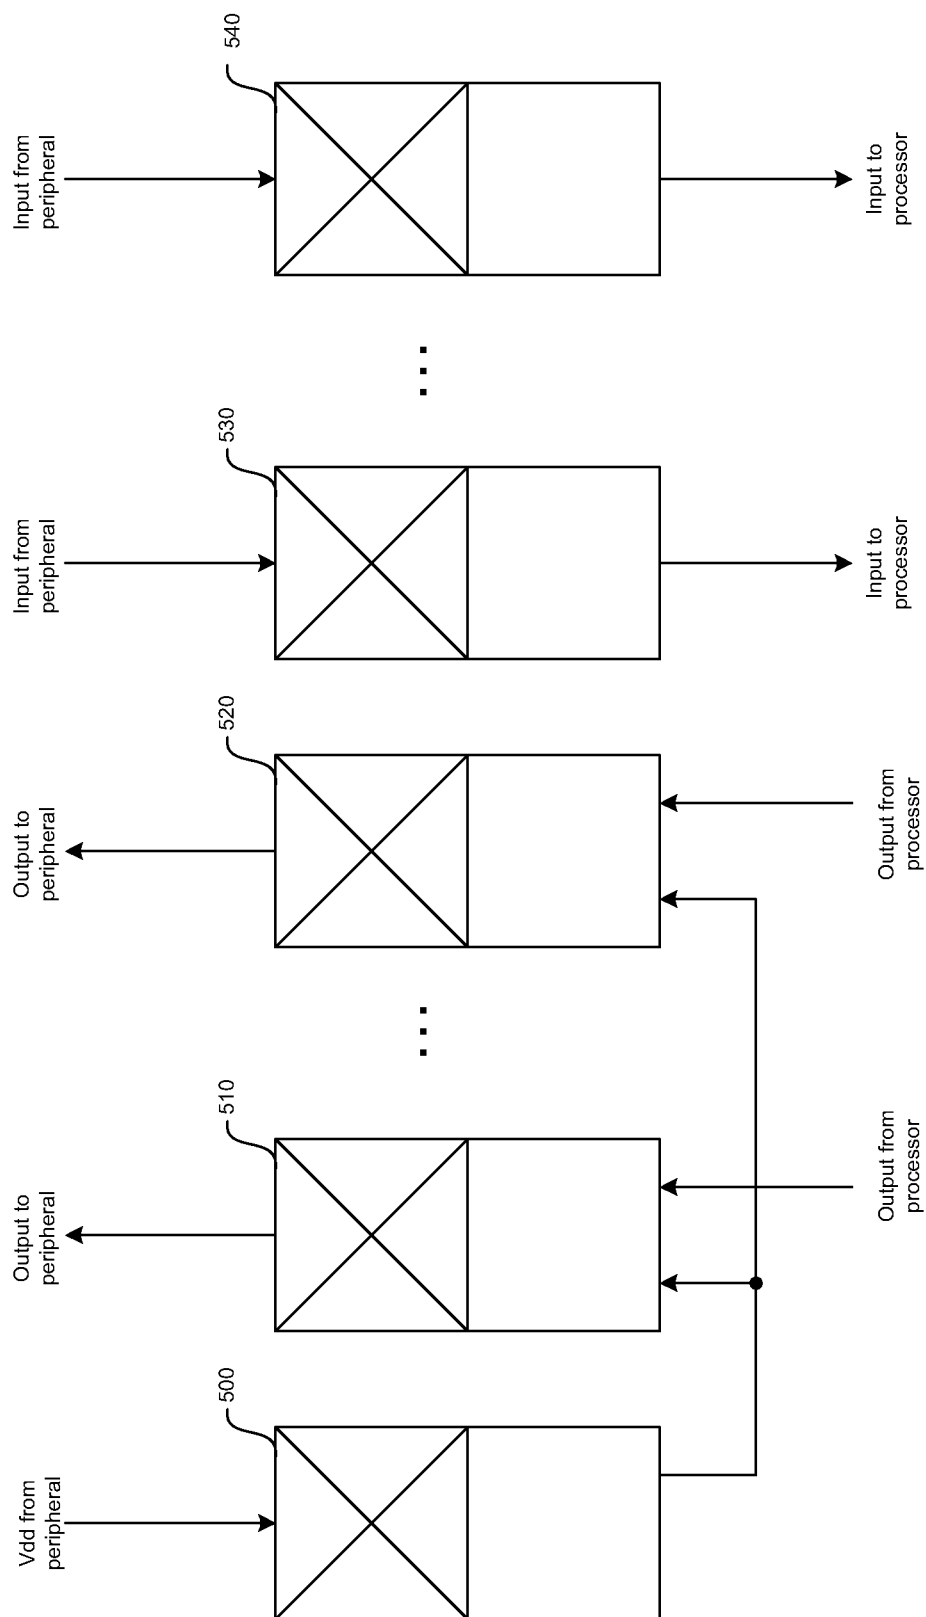 Vdd from
peripheral
Output to
peripheral
Output to
peripheral
Input from
peripheral
Input from
peripheral
500
510
520
530
540
...
...
Output from
processor
Output from
processor
Input to
processor
Input to
processor